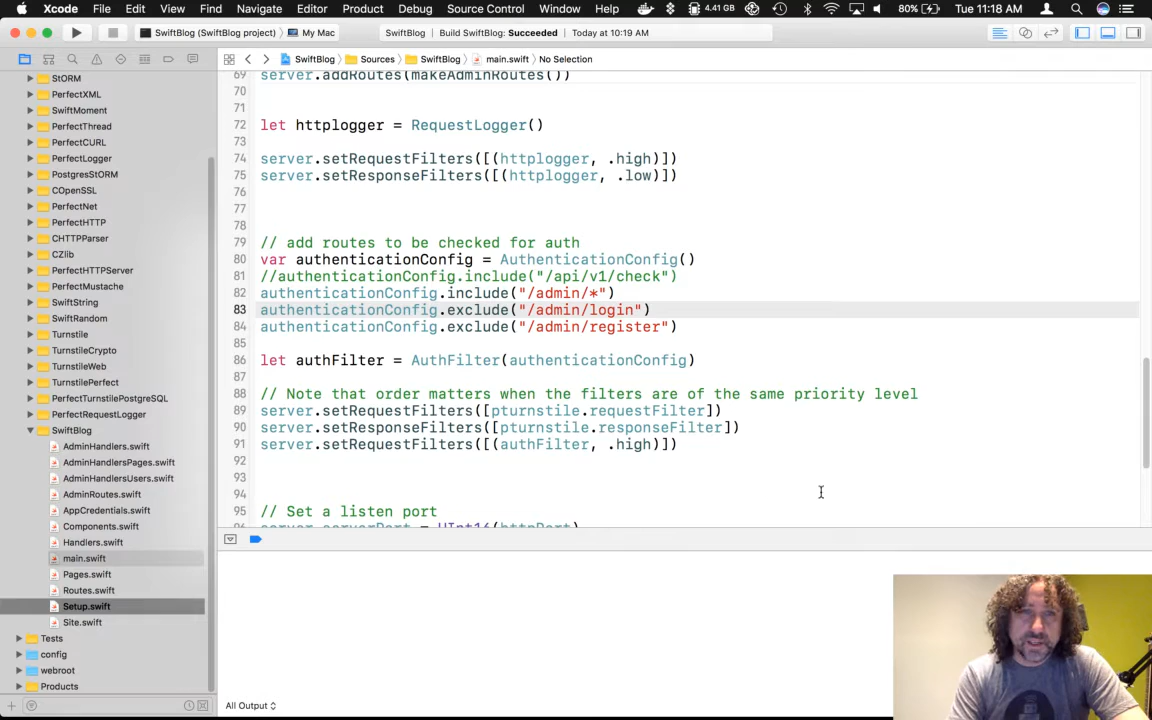 Xcode File Edit View Find Navigate Editor Product Debug Source Control Window Help 4.41 GB 80% Tue 11:18 AM
SwiftBlog (SwiftBlog project) My Mac SwiftBlog Build SwiftBlog: Succeeded Today at 10:19 AM
SwiftBlog Sources SwiftBlog main.swift No Selection
StORM
PerfectXML
SwiftMoment
PerfectThread
PerfectCURL
PerfectLogger
PostgresStORM
COpenSSL
PerfectNet
PerfectHTTP
CHTTPParser
CZlib
PerfectHTTPServer
PerfectMustache
SwiftString
SwiftRandom
Turnstile
TurnstileCrypto
TurnstileWeb
TurnstilePerfect
PerfectTurnstilePostgreSQL
PerfectRequestLogger
SwiftBlog
AdminHandlers.swift
AdminHandlersPages.swift
AdminHandlersUsers.swift
AdminRoutes.swift
AppCredentials.swift
Components.swift
Handlers.swift
main.swift
Pages.swift
Routes.swift
Setup.swift
Site.swift
Tests
config
webroot
Products
69 server.addRoutes(makeAdminRoutes())
70
71
72 let httplogger = RequestLogger()
73
74 server.setRequestFilters([(httplogger, .high)])
75 server.setResponseFilters([(httplogger, .low)])
76
77
78
79 // add routes to be checked for auth
80 var authenticationConfig = AuthenticationConfig()
81 //authenticationConfig.include("/api/v1/check")
82 authenticationConfig.include("/admin/*")
83 authenticationConfig.exclude("/admin/login")
84 authenticationConfig.exclude("/admin/register")
85
86 let authFilter = AuthFilter(authenticationConfig)
87
88 // Note that order matters when the filters are of the same priority level
89 server.setRequestFilters([pturnstile.requestFilter])
90 server.setResponseFilters([pturnstile.responseFilter])
91 server.setRequestFilters([(authFilter, .high)])
92
93
94
95 // Set a listen port
96 server.serverPort = UInt16(httpPort)
All Output